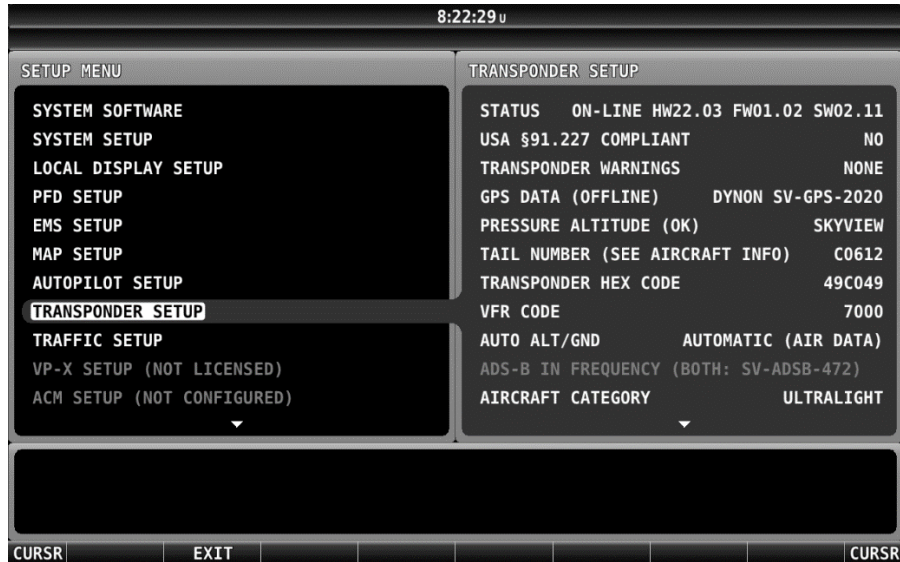 8:22:29 U
SETUP MENU
SYSTEM SOFTWARE
SYSTEM SETUP
LOCAL DISPLAY SETUP
PFD SETUP
EMS SETUP
MAP SETUP
AUTOPILOT SETUP
TRANSPONDER SETUP
TRAFFIC SETUP
VP-X SETUP (NOT LICENSED)
ACM SETUP (NOT CONFIGURED)
TRANSPONDER SETUP
STATUS ON-LINE HW22.03 FW01.02 SW02.11
USA §91.227 COMPLIANT NO
TRANSPONDER WARNINGS NONE
GPS DATA (OFFLINE) DYNON SV-GPS-2020
PRESSURE ALTITUDE (OK) SKYVIEW
TAIL NUMBER (SEE AIRCRAFT INFO) C0612
TRANSPONDER HEX CODE 49C049
VFR CODE 7000
AUTO ALT/GND AUTOMATIC (AIR DATA)
ADS-B IN FREQUENCY (BOTH: SV-ADSB-472)
AIRCRAFT CATEGORY ULTRALIGHT
CURSR EXIT CURSR